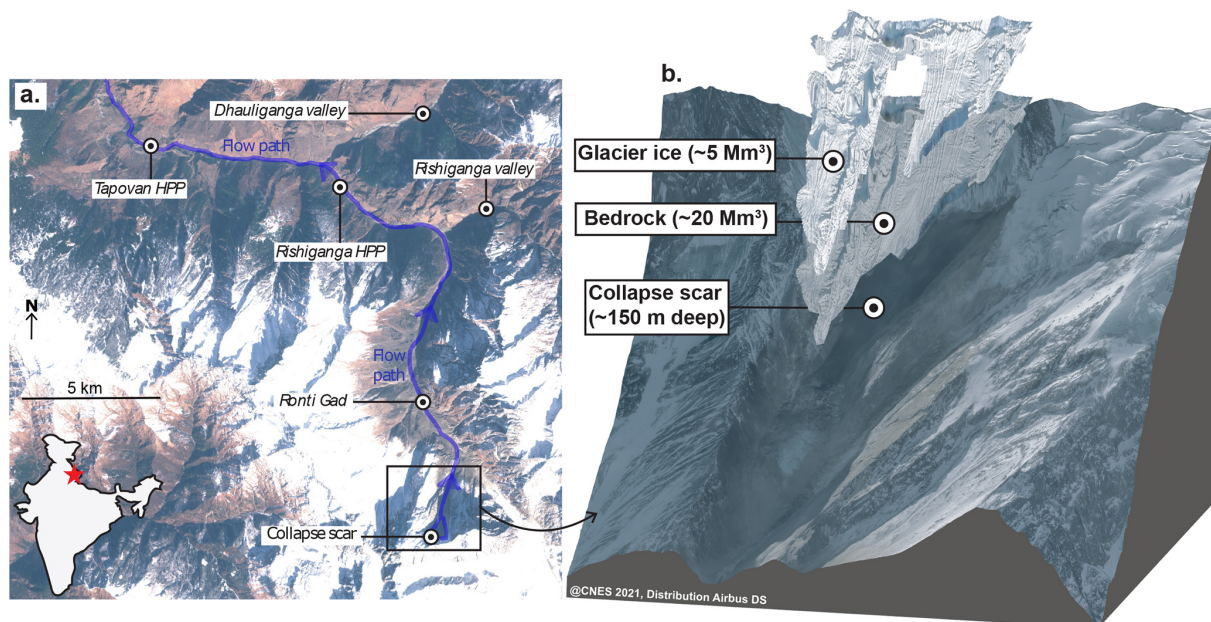 a.
Dhauliganga valley
Flow path
Tapovan HPP
Rishiganga valley
Rishiganga HPP
N
Flow
path
5 km
Ronti Gad
Collapse scar
b.
Glacier ice (~5 Mm³)
Bedrock (~20 Mm³)
Collapse scar
(~150 m deep)
@CNES 2021, Distribution Airbus DS